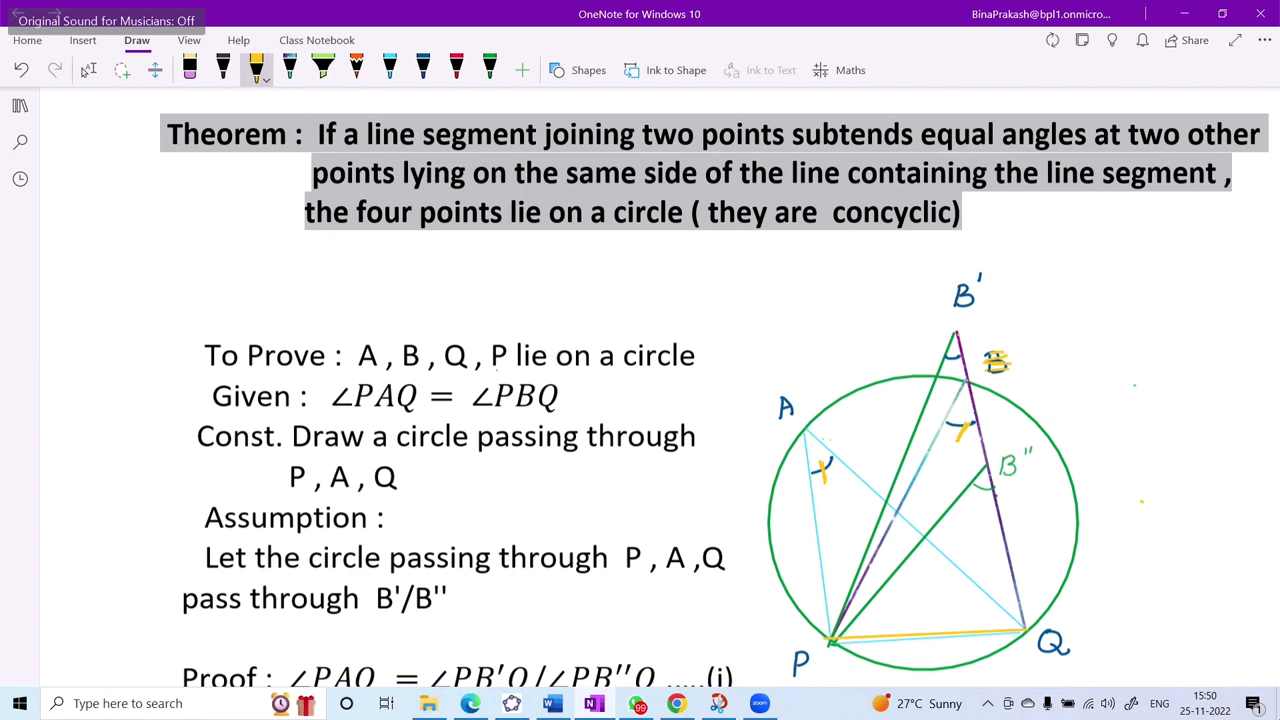 Original Sound for Musicians: Off
OneNote for Windows 10
BinaPrakash@bpl1.onmicro...
Home Insert Draw View Help Class Notebook
Share
Shapes Ink to Shape Ink to Text Maths
Theorem : If a line segment joining two points subtends equal angles at two other
points lying on the same side of the line containing the line segment ,
the four points lie on a circle ( they are concyclic)
B'
To Prove : A , B , Q , P lie on a circle
B
Given : ∠PAQ = ∠PBQ
A
Const. Draw a circle passing through
B"
P , A , Q
Assumption :
Let the circle passing through P , A ,Q
pass through B'/B''
Q
P
Proof : ∠PAQ = ∠PB′Q /∠PB′′Q .....(i)
Type here to search
99
zoom
27°C Sunny
ENG
15:50
25-11-2022
1